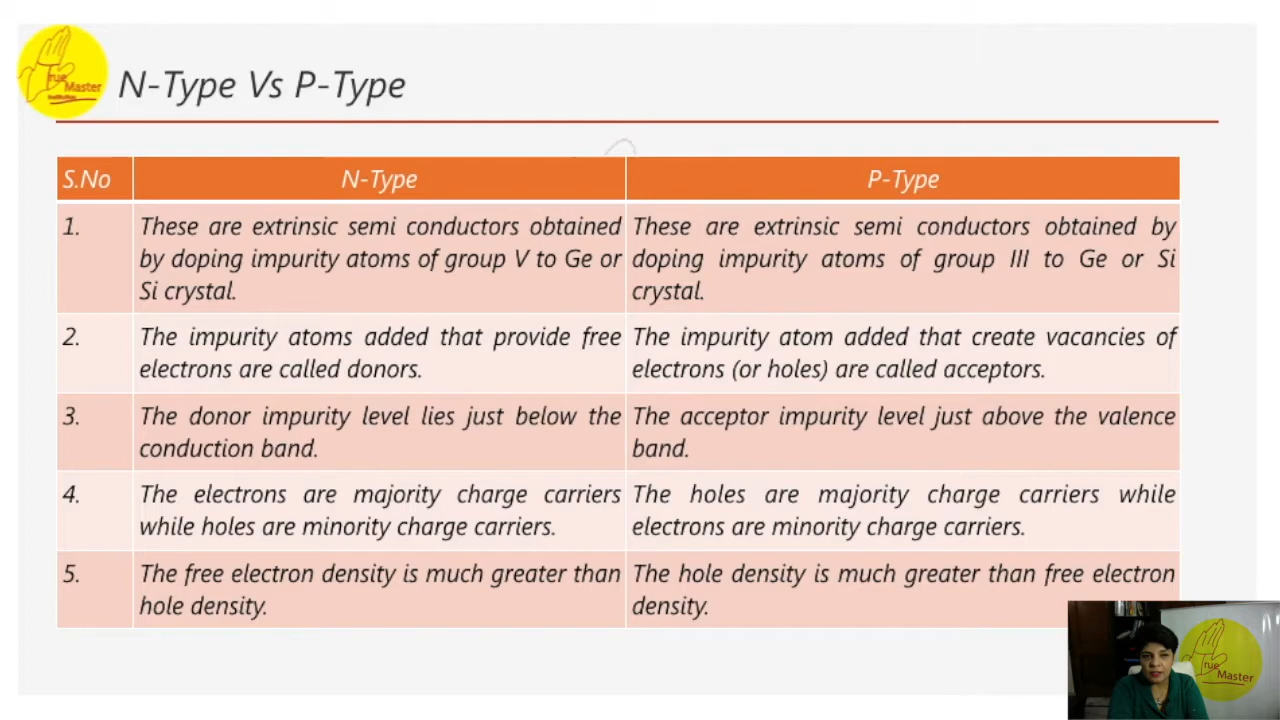 rue
Master
N-Type Vs P-Type
S.No N-Type P-Type
1. These are extrinsic semi conductors obtained These are extrinsic semi conductors obtained by
by doping impurity atoms of group V to Ge or doping impurity atoms of group III to Ge or Si
Si crystal. crystal.
2. The impurity atoms added that provide free The impurity atom added that create vacancies of
electrons are called donors. electrons (or holes) are called acceptors.
3. The donor impurity level lies just below the The acceptor impurity level just above the valence
conduction band. band.
4. The electrons are majority charge carriers The holes are majority charge carriers while
while holes are minority charge carriers. electrons are minority charge carriers.
5. The free electron density is much greater than The hole density is much greater than free electron
hole density. density.
rue
Master